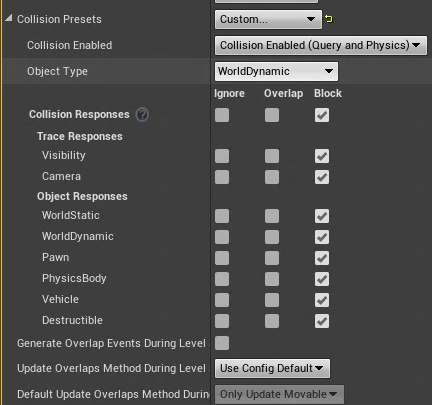 Collision Presets Custom...
Collision Enabled Collision Enabled (Query and Physics)
Object Type WorldDynamic
Ignore Overlap Block
Collision Responses ?
Trace Responses
Visibility
Camera
Object Responses
WorldStatic
WorldDynamic
Pawn
PhysicsBody
Vehicle
Destructible
Generate Overlap Events During Level
Update Overlaps Method During Level Use Config Default
Default Update Overlaps Method Durin Only Update Movable